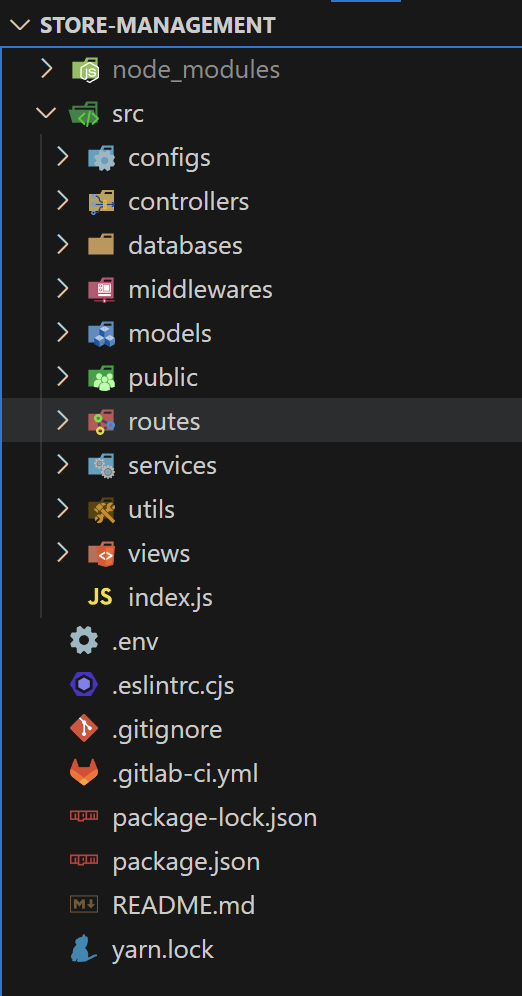 STORE-MANAGEMENT
node_modules
src
configs
controllers
databases
middlewares
models
public
routes
services
utils
views
JS index.js
.env
.eslintrc.cjs
.gitignore
.gitlab-ci.yml
package-lock.json
package.json
README.md
yarn.lock